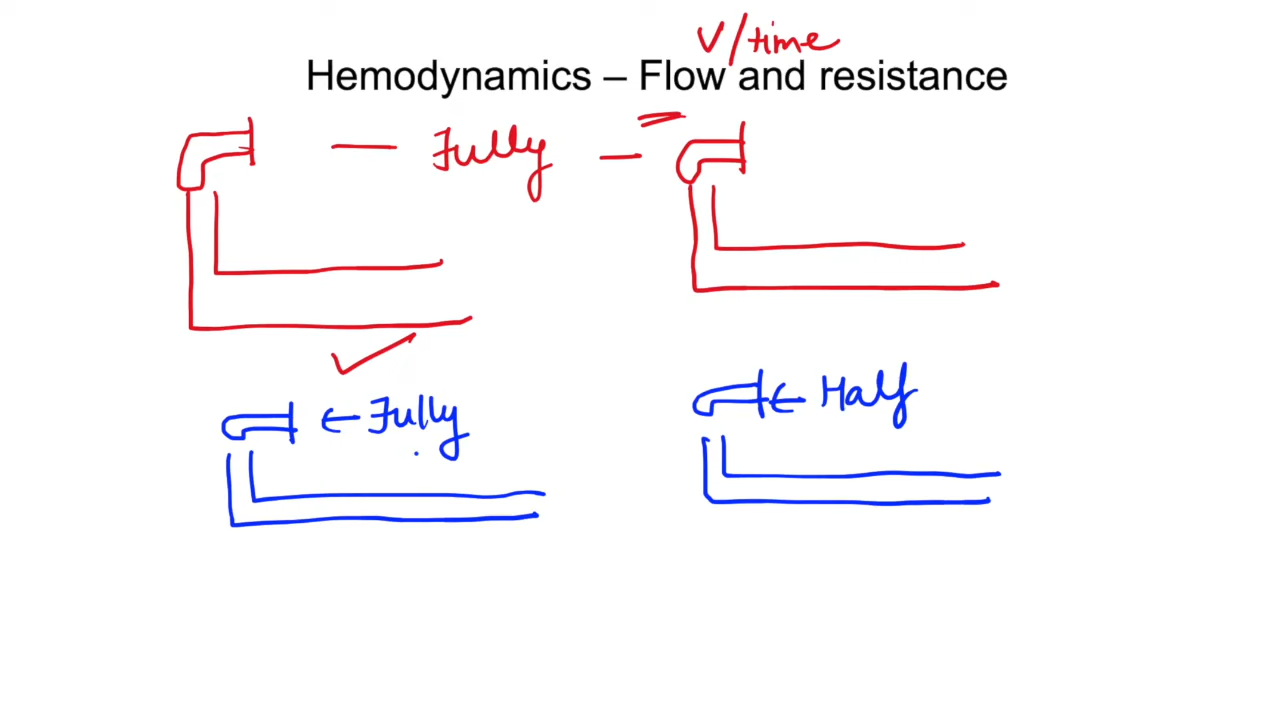 V/time
Hemodynamics – Flow and resistance
— Fully —
← Fully
← Half